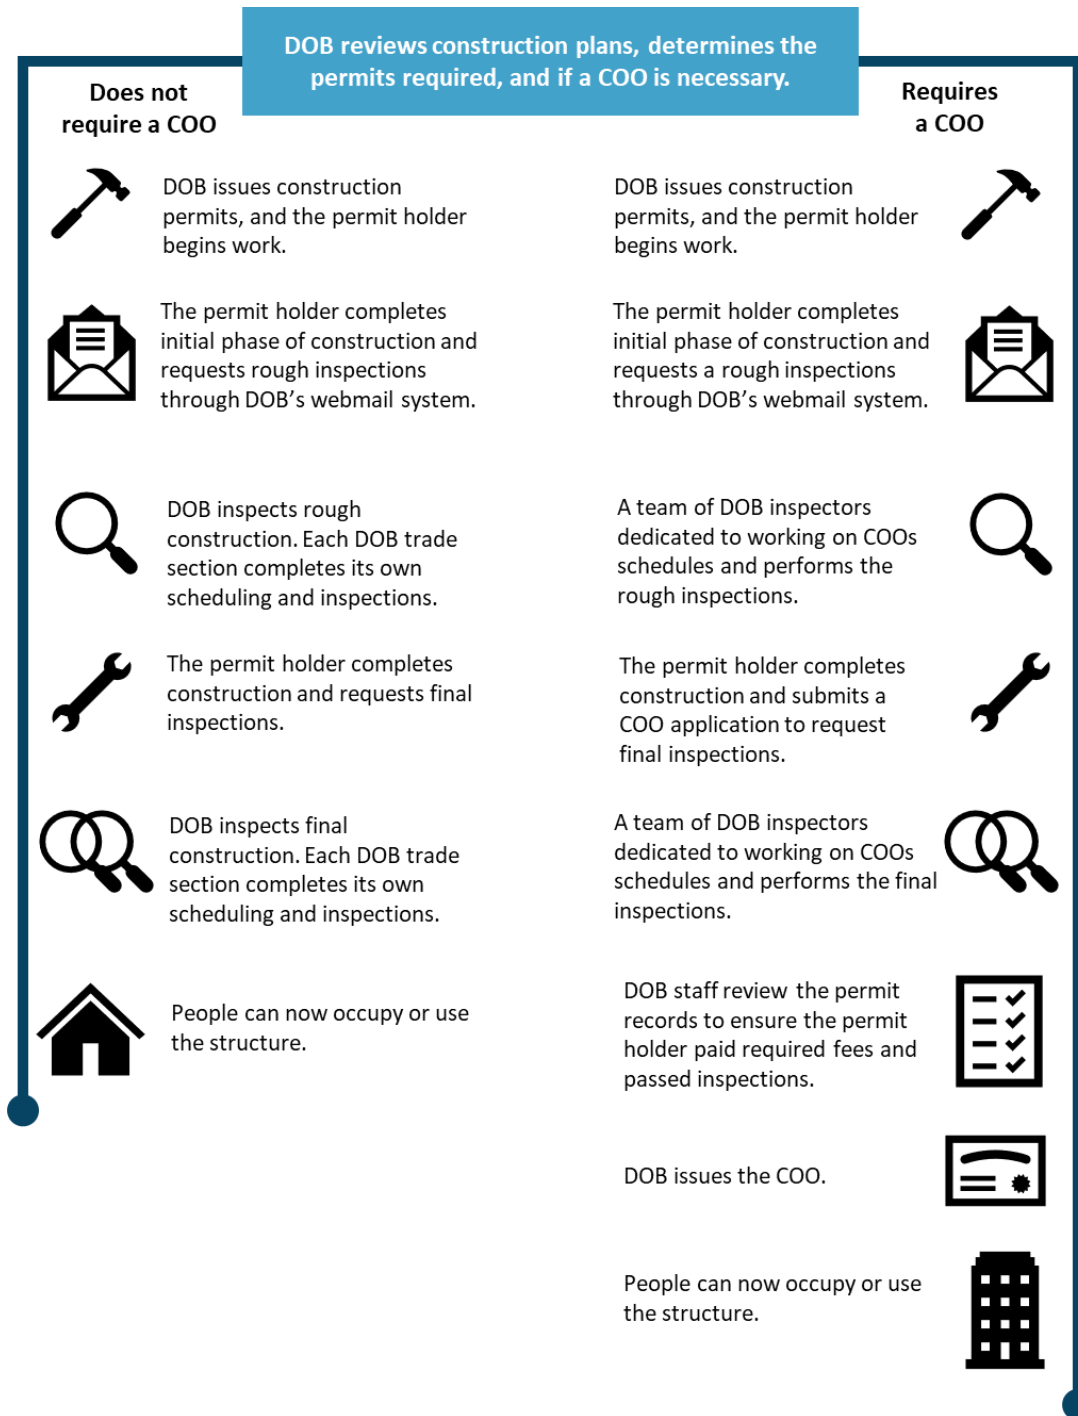 DOB reviews construction plans, determines the
permits required, and if a COO is necessary.
Does not
require a COO
DOB issues construction
permits, and the permit holder
begins work.
The permit holder completes
initial phase of construction and
requests rough inspections
through DOB's webmail system.
DOB inspects rough
construction. Each DOB trade
section completes its own
scheduling and inspections.
The permit holder completes
construction and requests final
inspections.
DOB inspects final
construction. Each DOB trade
section completes its own
scheduling and inspections.
People can now occupy or use
the structure.
Requires
a COO
DOB issues construction
permits, and the permit holder
begins work.
The permit holder completes
initial phase of construction and
requests a rough inspections
through DOB's webmail system.
A team of DOB inspectors
dedicated to working on COOs
schedules and performs the
rough inspections.
The permit holder completes
construction and submits a
COO application to request
final inspections.
A team of DOB inspectors
dedicated to working on COOs
schedules and performs the final
inspections.
DOB staff review the permit
records to ensure the permit
holder paid required fees and
passed inspections.
DOB issues the COO.
People can now occupy or use
the structure.